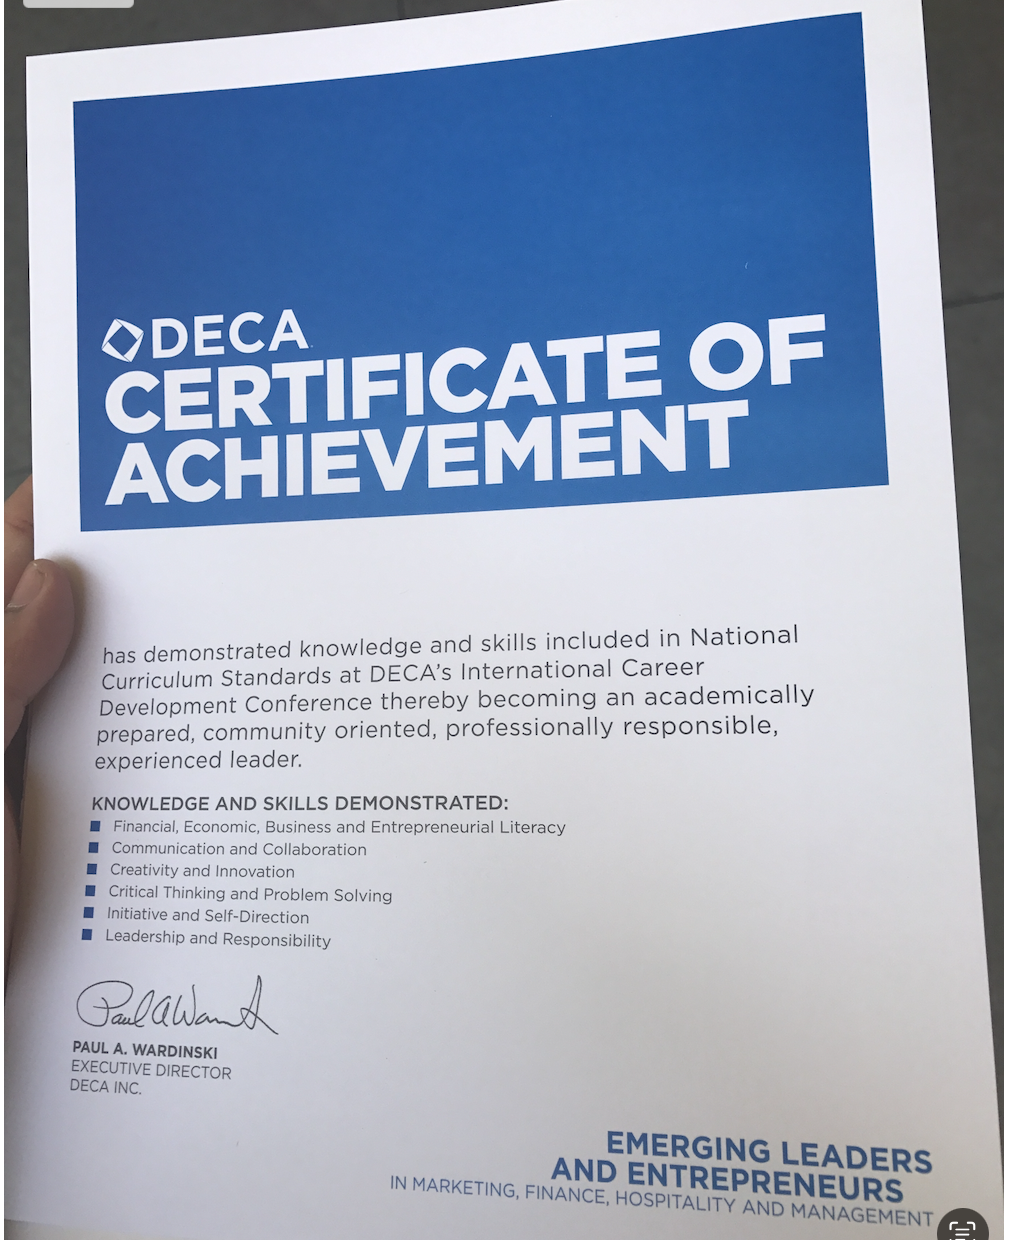 DECA
CERTIFICATE OF
ACHIEVEMENT
has demonstrated knowledge and skills included in National
Curriculum Standards at DECA's International Career
Development Conference thereby becoming an academically
prepared, community oriented, professionally responsible,
experienced leader.
KNOWLEDGE AND SKILLS DEMONSTRATED:
Financial, Economic, Business and Entrepreneurial Literacy
Communication and Collaboration
Creativity and Innovation
Critical Thinking and Problem Solving
Initiative and Self-Direction
Leadership and Responsibility
PAUL A. WARDINSKI
EXECUTIVE DIRECTOR
DECA INC.
EMERGING LEADERS
AND ENTREPRENEURS
IN MARKETING, FINANCE, HOSPITALITY AND MANAGEMENT